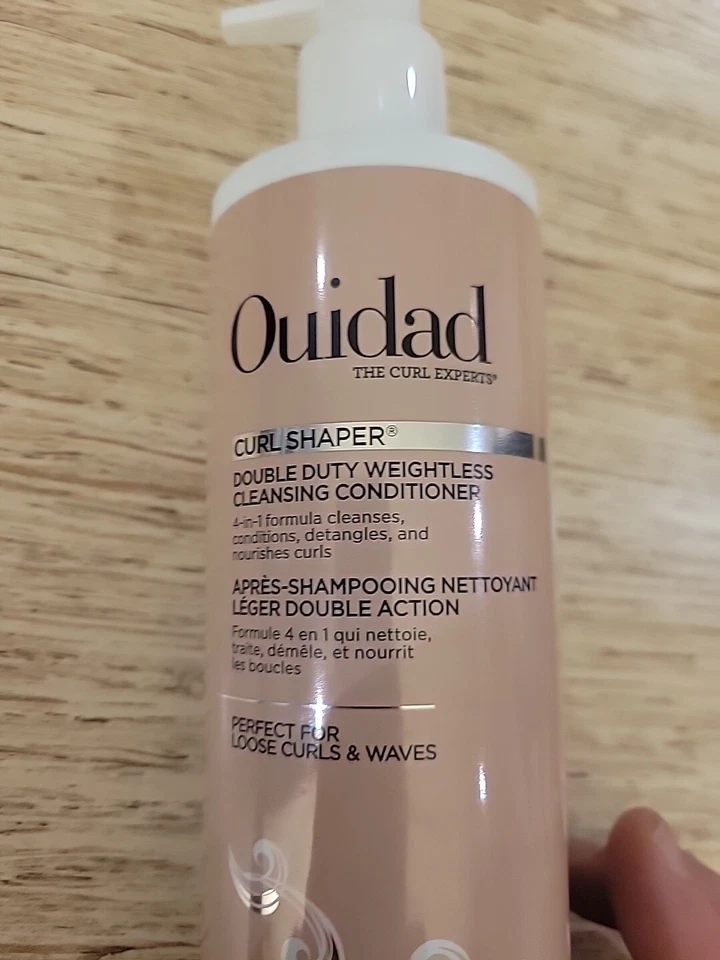 Ouidad
THE CURL EXPERTS®
CURL SHAPER®
DOUBLE DUTY WEIGHTLESS
CLEANSING CONDITIONER
4-in-1 formula cleanses,
conditions, detangles, and
nourishes curls
APRÈS-SHAMPOOING NETTOYANT
LÉGER DOUBLE ACTION
Formule 4 en 1 qui nettoie,
traite, démêle, et nourrit
les boucles
PERFECT FOR
LOOSE CURLS & WAVES